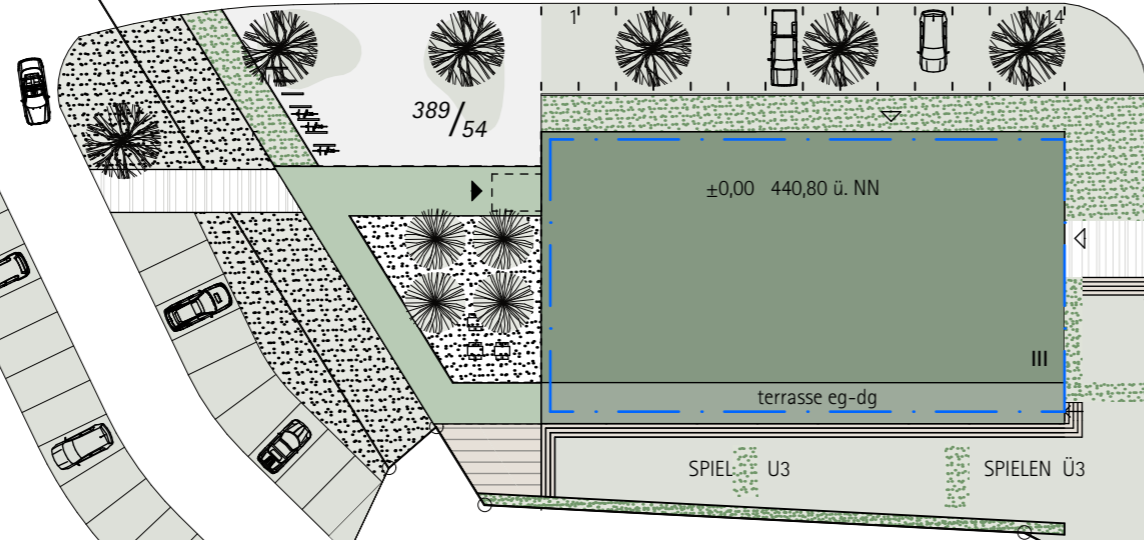 1 14
389/54
±0,00 440,80 ü. NN
III
terrasse eg-dg
SPIEL U3 SPIELEN Ü3